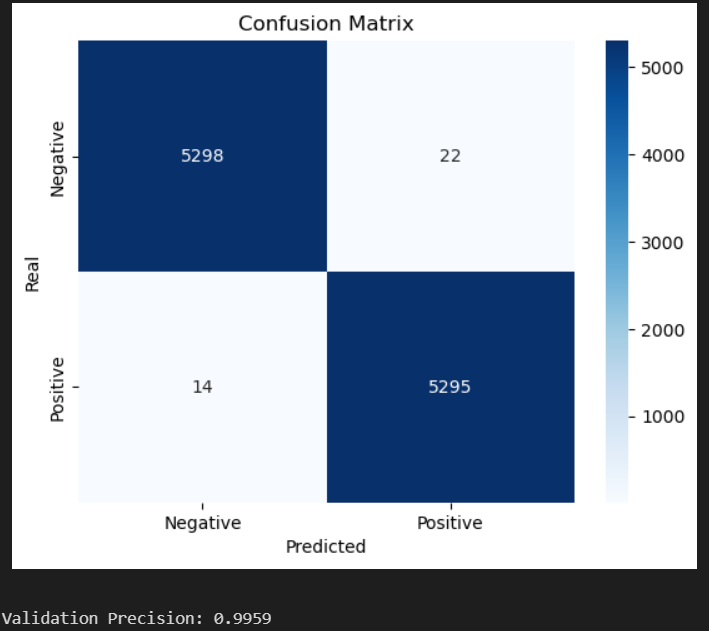 Confusion Matrix
5000
Negative
5298
22
4000
3000
Real
2000
Positive
14
5295
1000
Negative
Positive
Predicted
Validation Precision: 0.9959